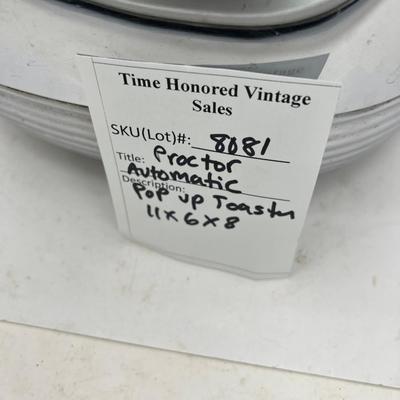 Time Honored Vintage
Sales
SKU(Lot)#: 8081
Title: Proctor
Automatic
Description:
Pop up Toaster
11x6x8